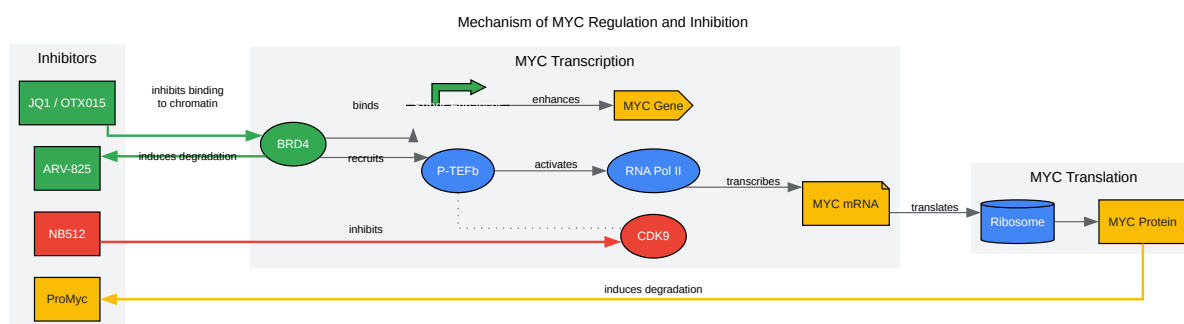 Mechanism of MYC Regulation and Inhibition
Inhibitors
MYC Transcription
JQ1 / OTX015
inhibits binding
to chromatin
binds
enhances
MYC Gene
BRD4
induces degradation
ARV-825
recruits
P-TEFb
activates
RNA Pol II
transcribes
MYC mRNA
translates
MYC Translation
Ribosome
MYC Protein
NB512
inhibits
CDK9
ProMyc
induces degradation